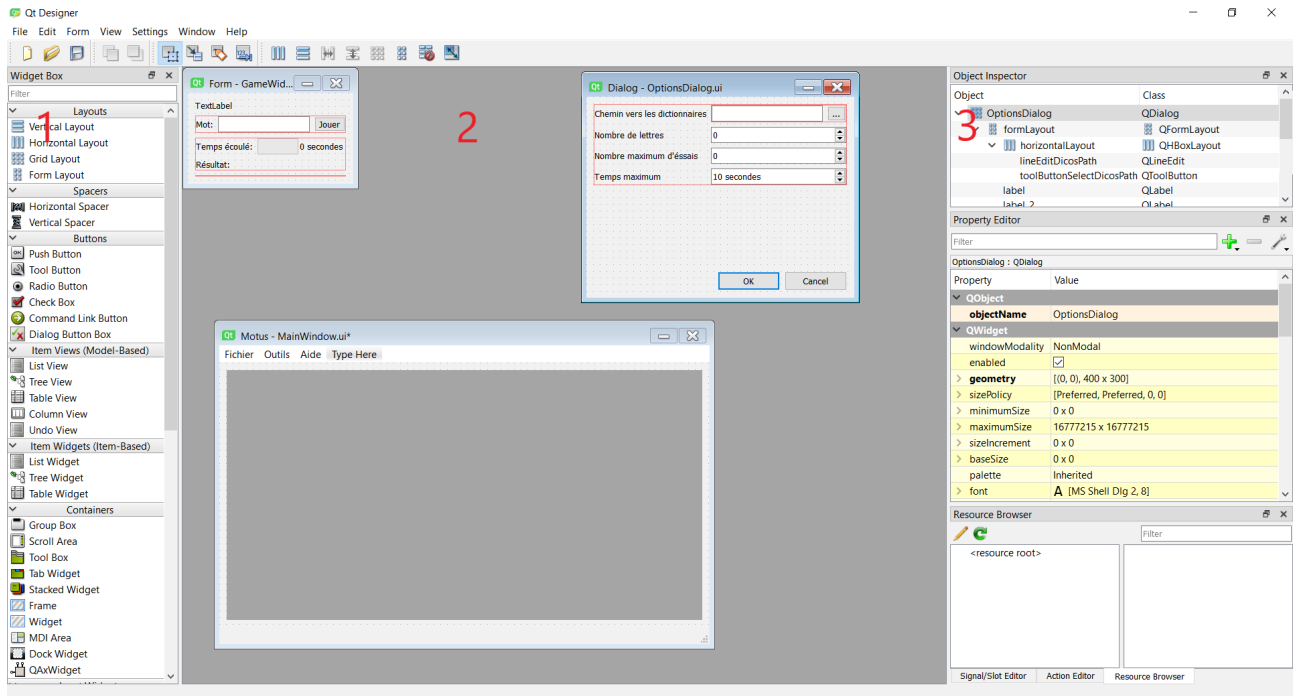 Qt Designer
File Edit Form View Settings Window Help
Widget Box
Filter
Layouts
Vertical Layout
Horizontal Layout
Grid Layout
Form Layout
Spacers
Horizontal Spacer
Vertical Spacer
Buttons
Push Button
Tool Button
Radio Button
Check Box
Command Link Button
Dialog Button Box
Item Views (Model-Based)
List View
Tree View
Table View
Column View
Undo View
Item Widgets (Item-Based)
List Widget
Tree Widget
Table Widget
Containers
Group Box
Scroll Area
Tool Box
Tab Widget
Stacked Widget
Frame
Widget
MDI Area
Dock Widget
QAxWidget
1
Form - GameWid...
TextLabel
Mot: Jouer
Temps écoulé: 0 secondes
Résultat:
2
Dialog - OptionsDialog.ui
Chemin vers les dictionnaires ...
Nombre de lettres 0
Nombre maximum d'éssais 0
Temps maximum 10 secondes
OK Cancel
Motus - MainWindow.ui*
Fichier Outils Aide Type Here
Object Inspector
Object Class
OptionsDialog QDialog
formLayout QFormLayout
horizontalLayout QHBoxLayout
lineEditDicosPath QLineEdit
toolButtonSelectDicosPath QToolButton
label QLabel
label_2 QLabel
3
Property Editor
Filter
OptionsDialog : QDialog
Property Value
QObject
objectName OptionsDialog
QWidget
windowModality NonModal
enabled
geometry [(0, 0), 400 x 300]
sizePolicy [Preferred, Preferred, 0, 0]
minimumSize 0 x 0
maximumSize 16777215 x 16777215
sizeIncrement 0 x 0
baseSize 0 x 0
palette Inherited
font A [MS Shell Dlg 2, 8]
Resource Browser
Filter
<resource root>
Signal/Slot Editor Action Editor Resource Browser